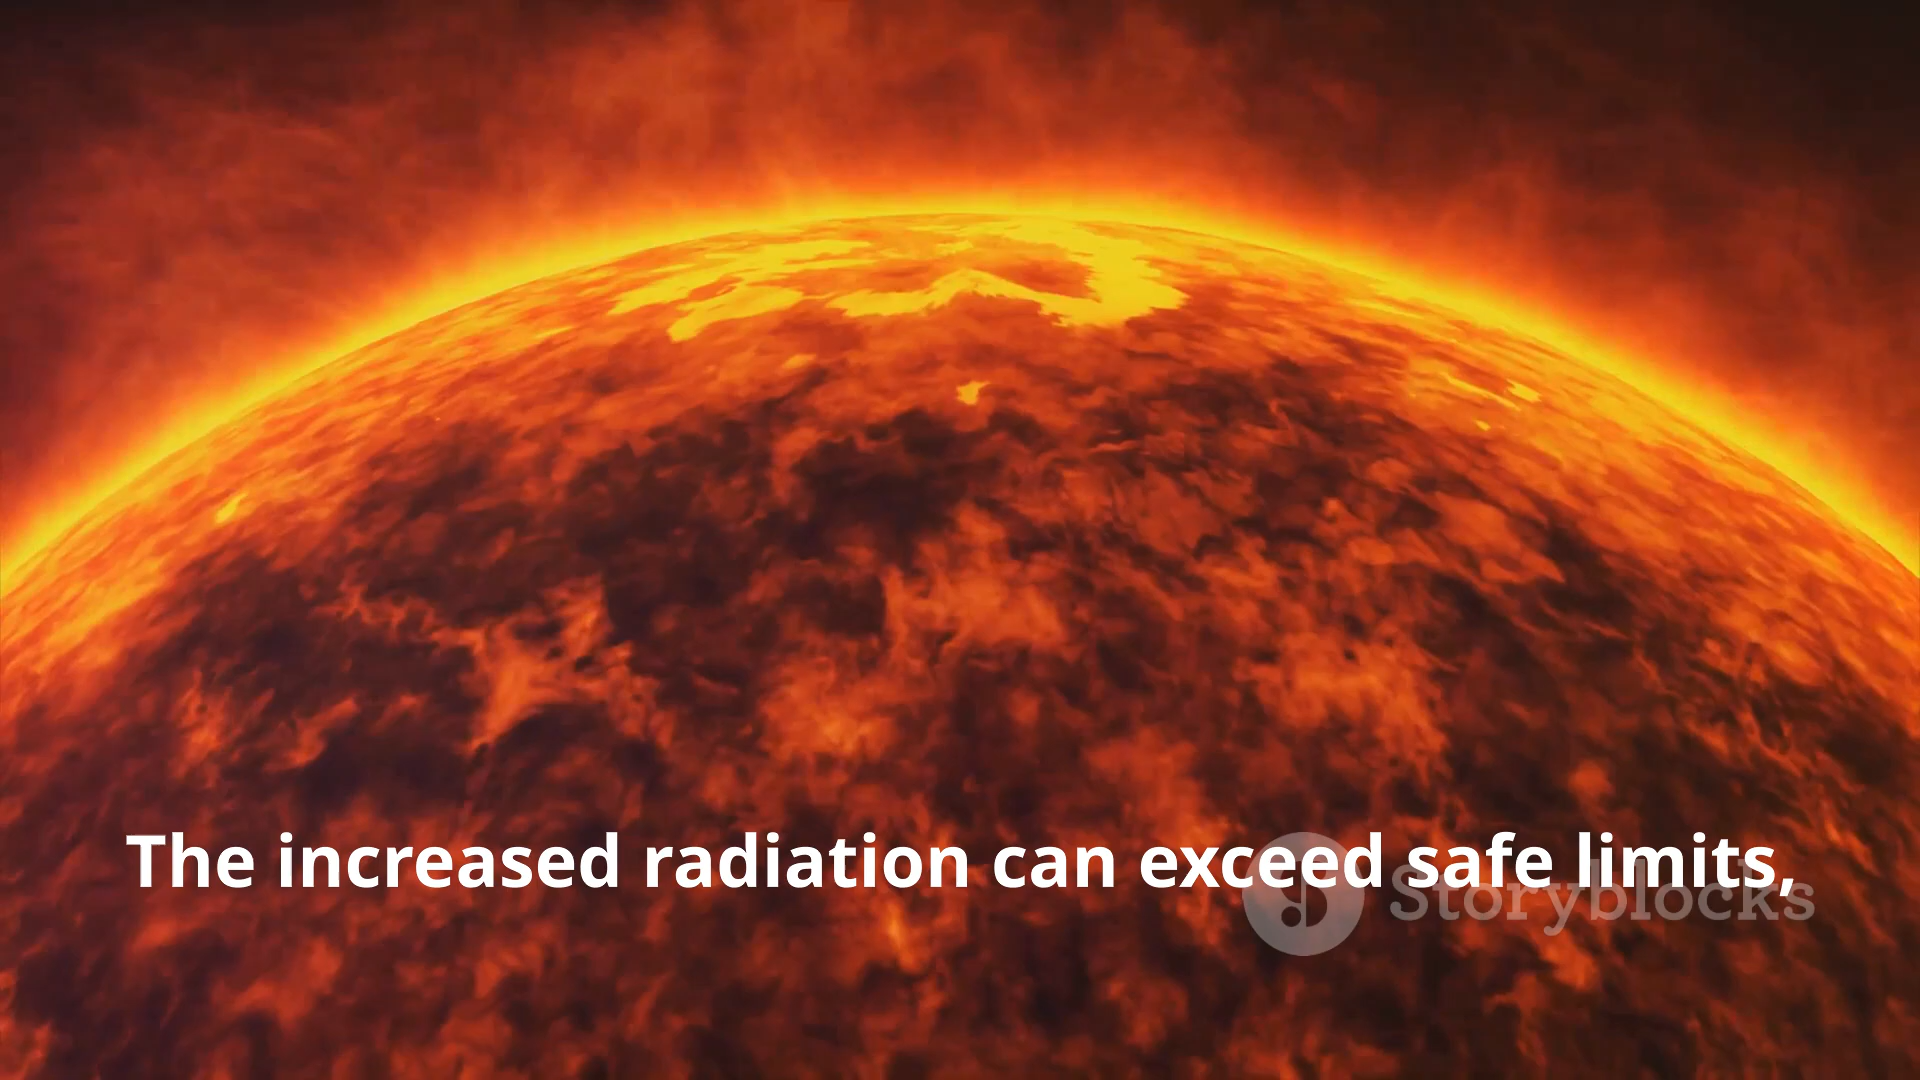 The increased radiation can exceed safe limits,
Storyblocks